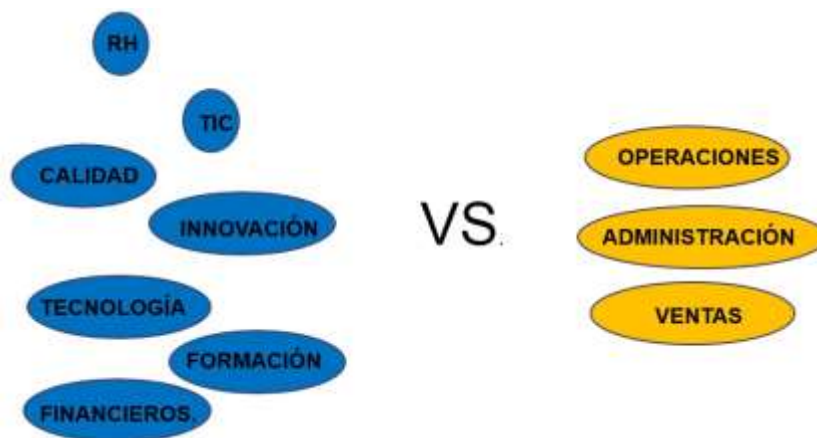 RH
TIC
CALIDAD
INNOVACIÓN
TECNOLOGÍA
FORMACIÓN
FINANCIEROS.
VS.
OPERACIONES
ADMINISTRACIÓN
VENTAS